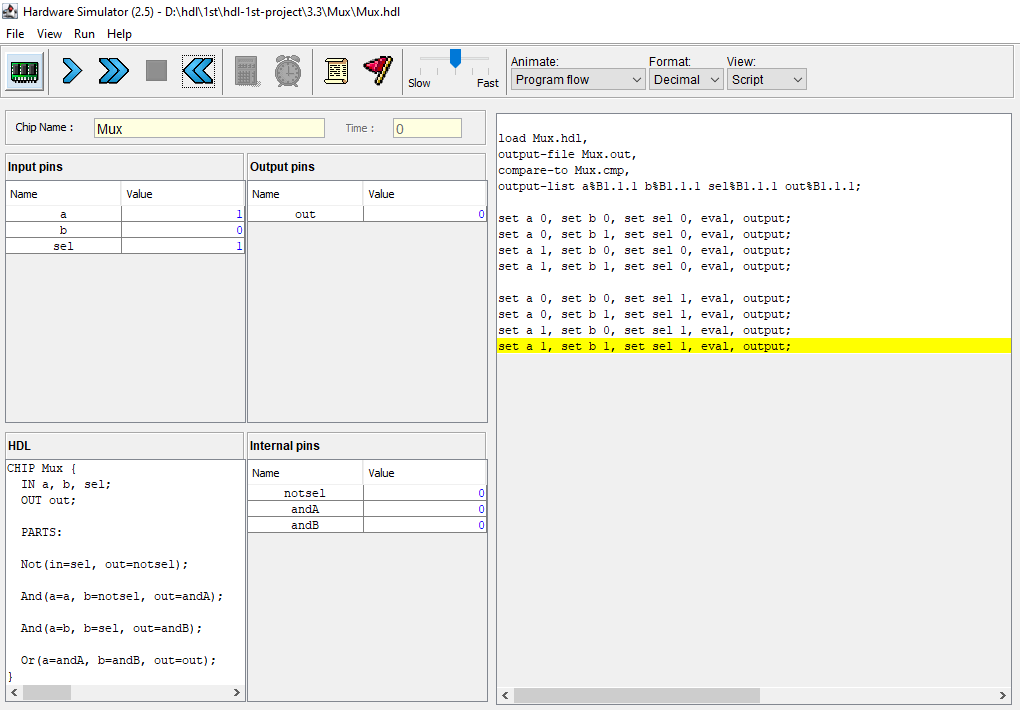 Hardware Simulator (2.5) - D:\hdl\1st\hdl-1st-project\3.3\Mux\Mux.hdl
File View Run Help
Slow Fast
Animate: Format: View:
Program flow Decimal Script
Chip Name : Mux Time : 0
Input pins
Name Value
a 1
b 0
sel 1
Output pins
Name Value
out 0
HDL
CHIP Mux {
IN a, b, sel;
OUT out;
PARTS:
Not(in=sel, out=notsel);
And(a=a, b=notsel, out=andA);
And(a=b, b=sel, out=andB);
Or(a=andA, b=andB, out=out);
}
Internal pins
Name Value
notsel 0
andA 0
andB 0
load Mux.hdl,
output-file Mux.out,
compare-to Mux.cmp,
output-list a%B1.1.1 b%B1.1.1 sel%B1.1.1 out%B1.1.1;
set a 0, set b 0, set sel 0, eval, output;
set a 0, set b 1, set sel 0, eval, output;
set a 1, set b 0, set sel 0, eval, output;
set a 1, set b 1, set sel 0, eval, output;
set a 0, set b 0, set sel 1, eval, output;
set a 0, set b 1, set sel 1, eval, output;
set a 1, set b 0, set sel 1, eval, output;
set a 1, set b 1, set sel 1, eval, output;